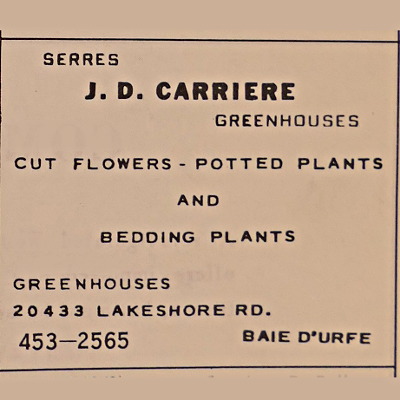 SERRES
J. D. CARRIERE
GREENHOUSES
CUT FLOWERS - POTTED PLANTS
AND
BEDDING PLANTS
GREENHOUSES
20433 LAKESHORE RD.
453—2565 BAIE D'URFE